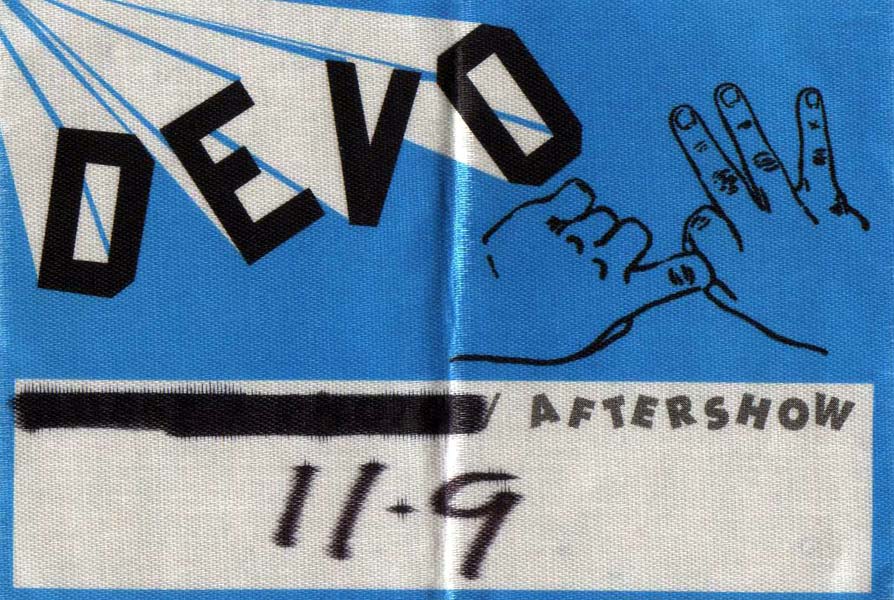 DEVO
/ AFTERSHOW
11-9